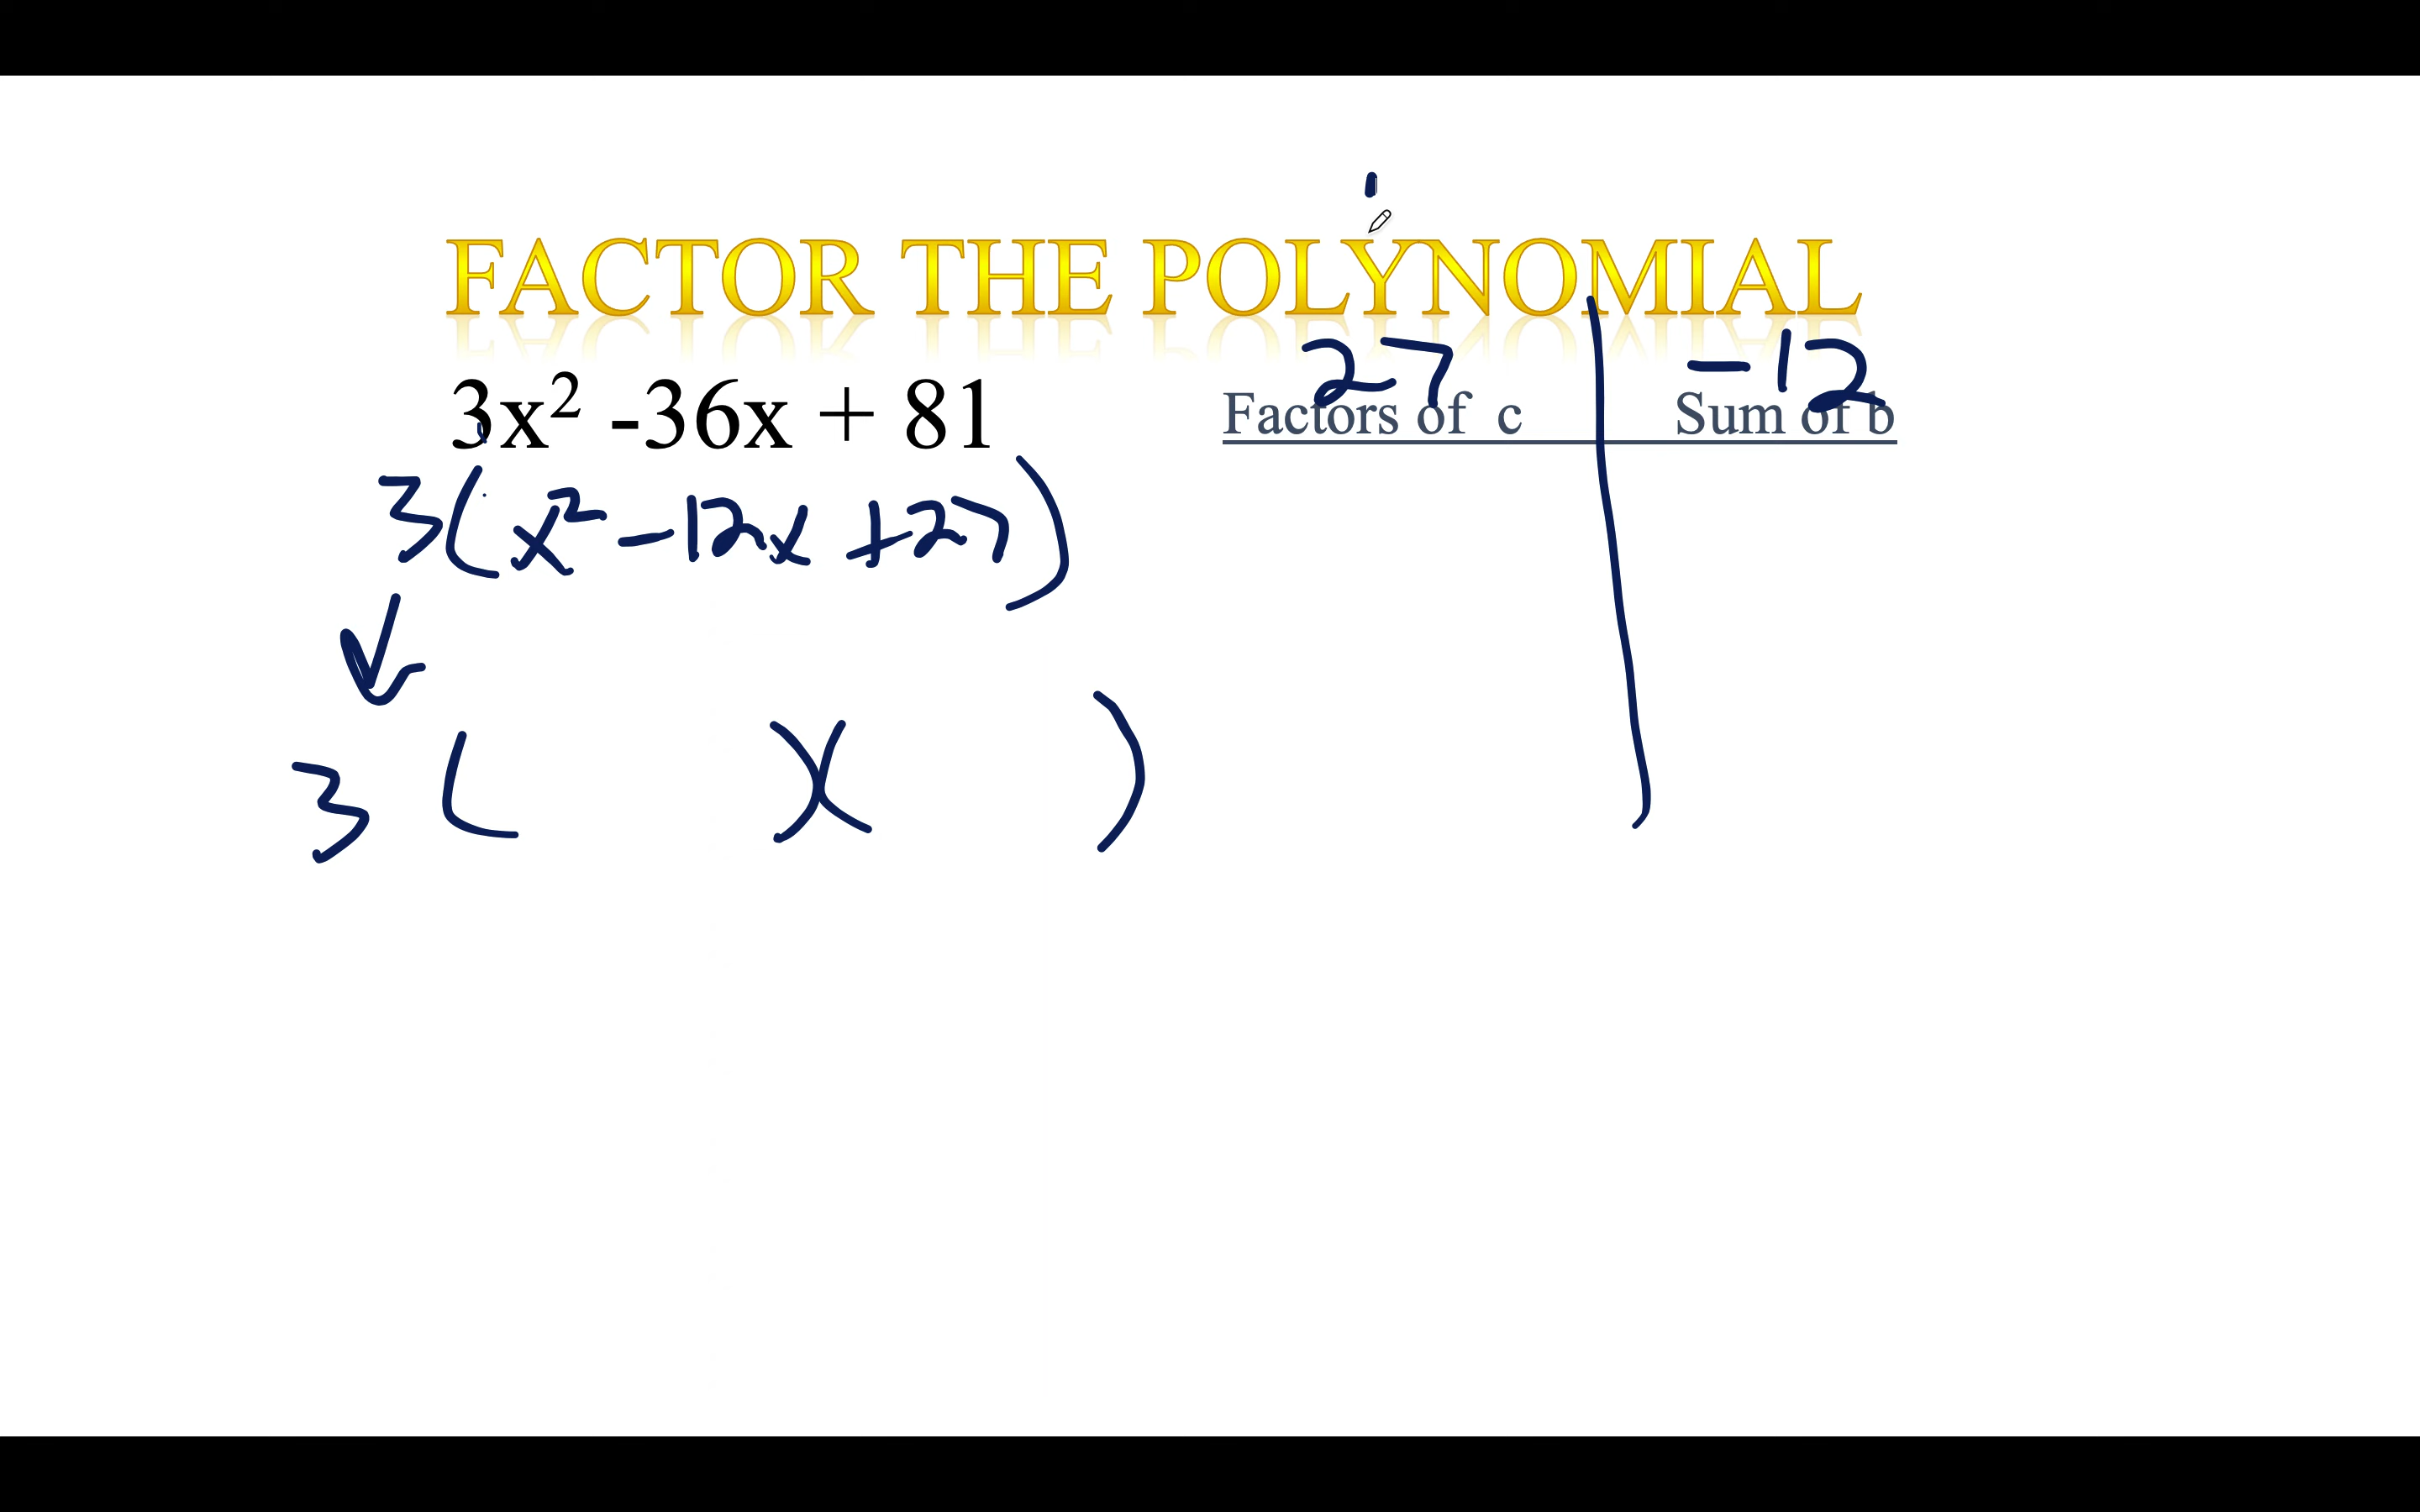 FACTOR THE POLYNOMIAL
27 -12
3x² -36x + 81 Factors of c Sum of b
3(x² -12x +27)
3( )( )